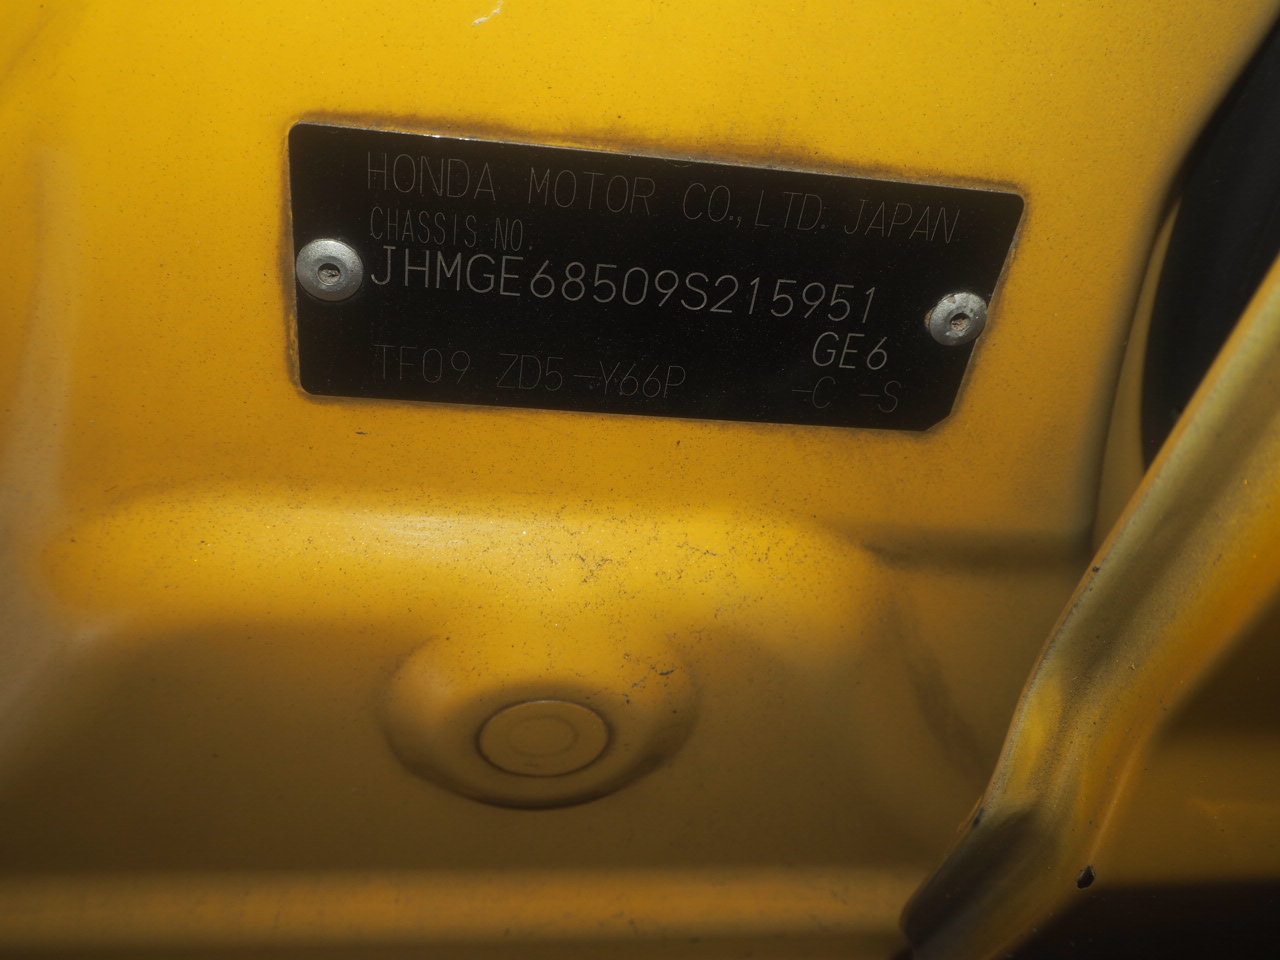 HONDA MOTOR CO.,LTD. JAPAN
CHASSIS NO.
JHMGE68509S215951
GE6
TF09 ZD5-Y66P -C -S